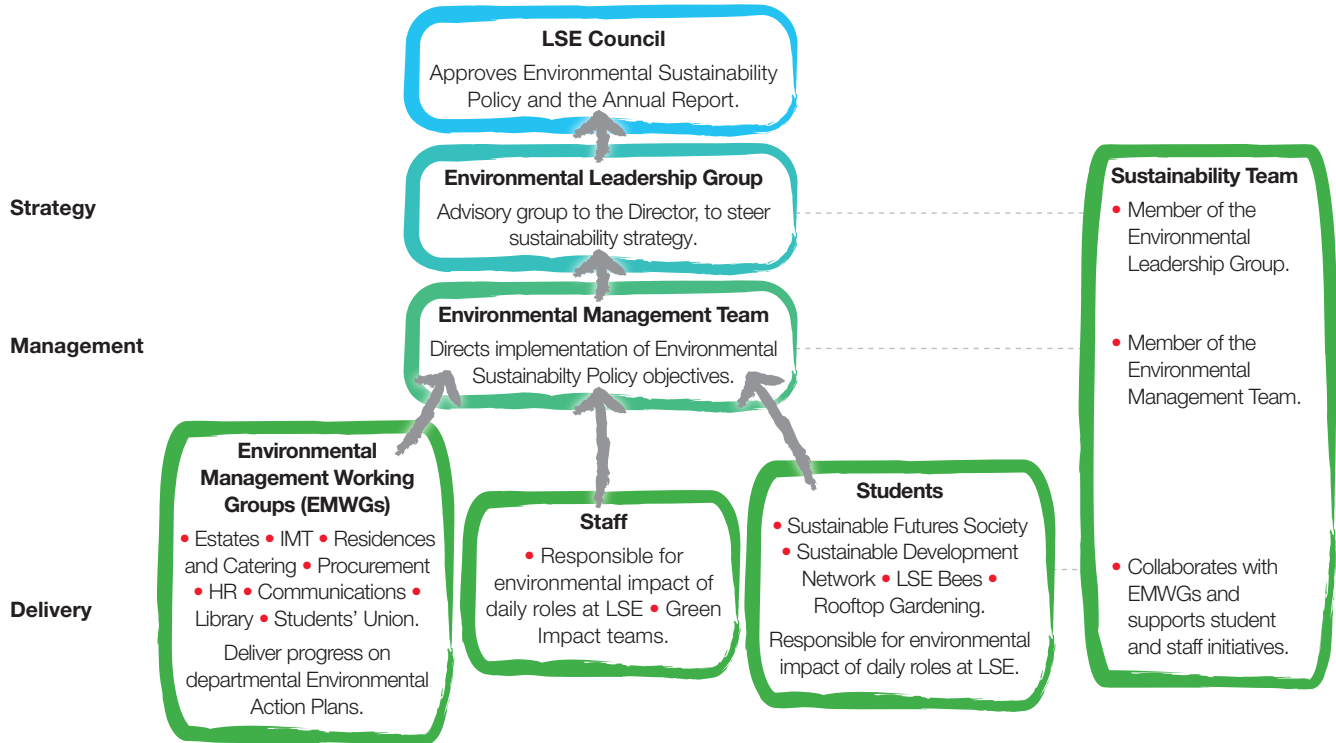 LSE Council
Approves Environmental Sustainability
Policy and the Annual Report.
Strategy
Environmental Leadership Group
Advisory group to the Director, to steer
sustainability strategy.
Management
Environmental Management Team
Directs implementation of Environmental
Sustainabilty Policy objectives.
Delivery
Environmental
Management Working
Groups (EMWGs)
• Estates • IMT • Residences
and Catering • Procurement
• HR • Communications •
Library • Students’ Union.
Deliver progress on
departmental Environmental
Action Plans.
Staff
• Responsible for
environmental impact of
daily roles at LSE • Green
Impact teams.
Students
• Sustainable Futures Society
• Sustainable Development
Network • LSE Bees •
Rooftop Gardening.
Responsible for environmental
impact of daily roles at LSE.
Sustainability Team
• Member of the
Environmental
Leadership Group.
• Member of the
Environmental
Management Team.
• Collaborates with
EMWGs and
supports student
and staff initiatives.